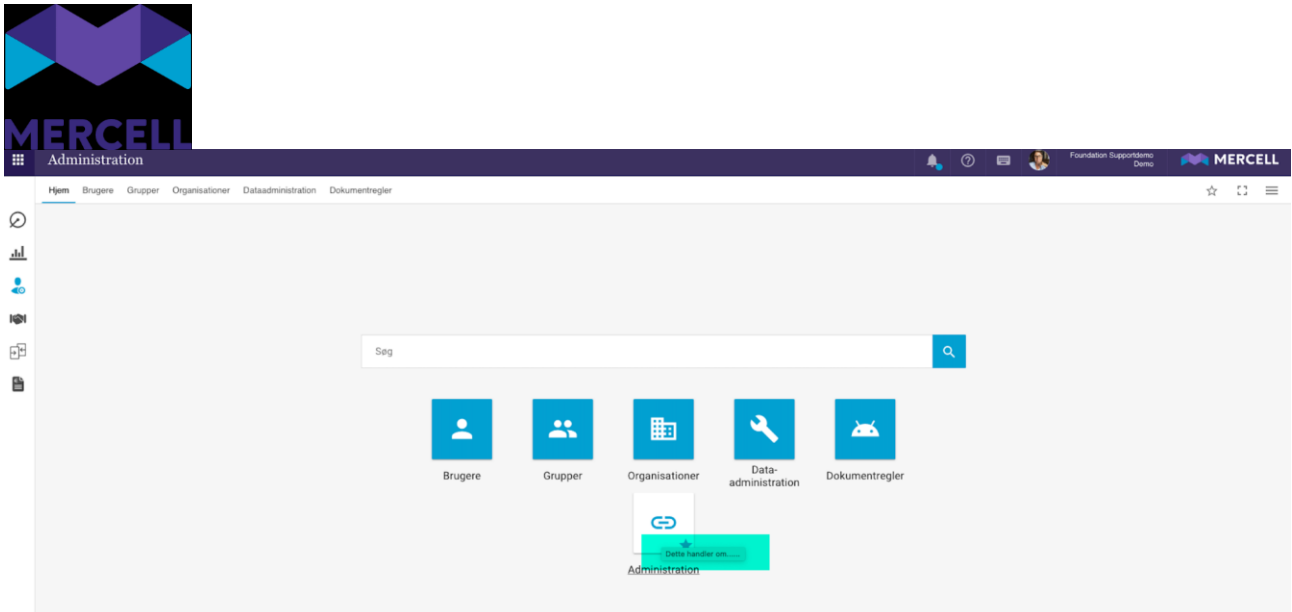 MERCELL
Administration
Foundation Supportdemo
Demo
MERCELL
Hjem Brugere Grupper Organisationer Dataadministration Dokumentregler
Søg
Brugere Grupper Organisationer Data-
administration Dokumentregler
Dette handler om......
Administration